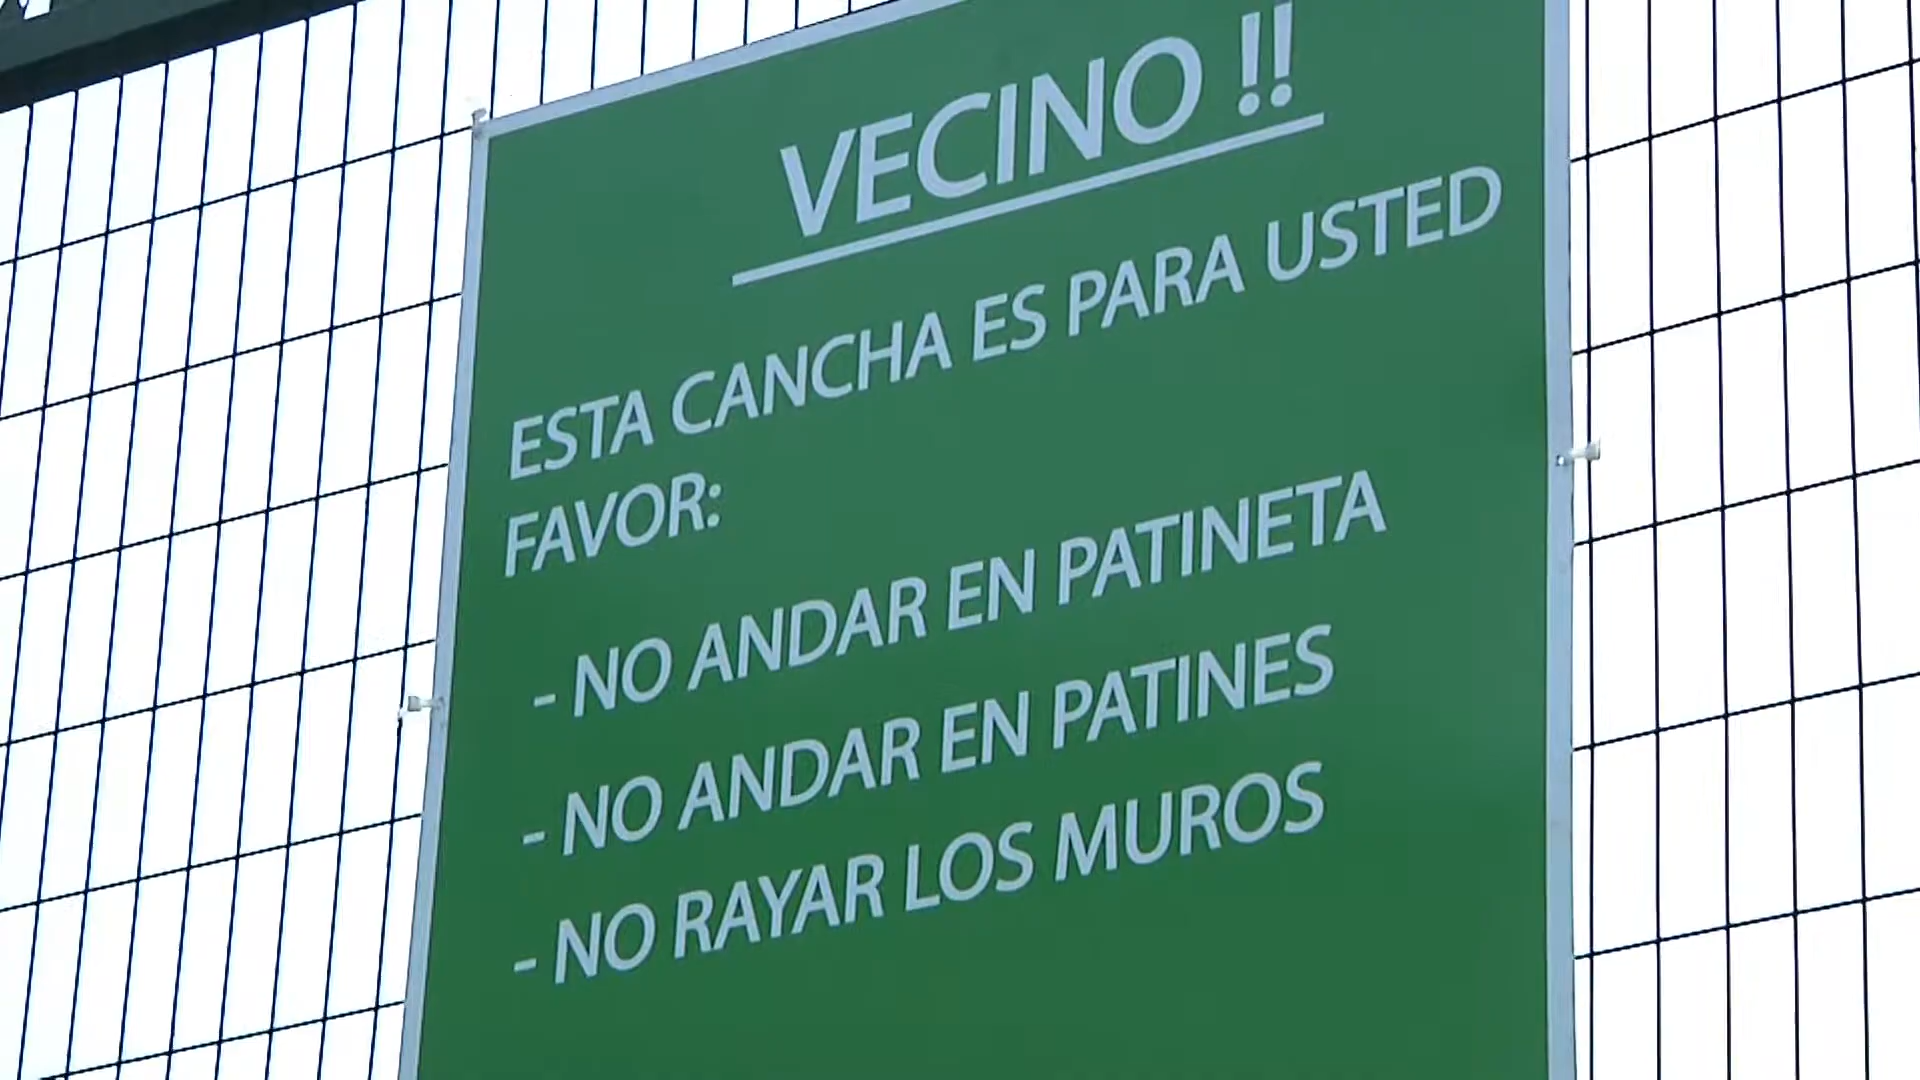 VECINO !!
ESTA CANCHA ES PARA USTED
FAVOR:
- NO ANDAR EN PATINETA
- NO ANDAR EN PATINES
- NO RAYAR LOS MUROS